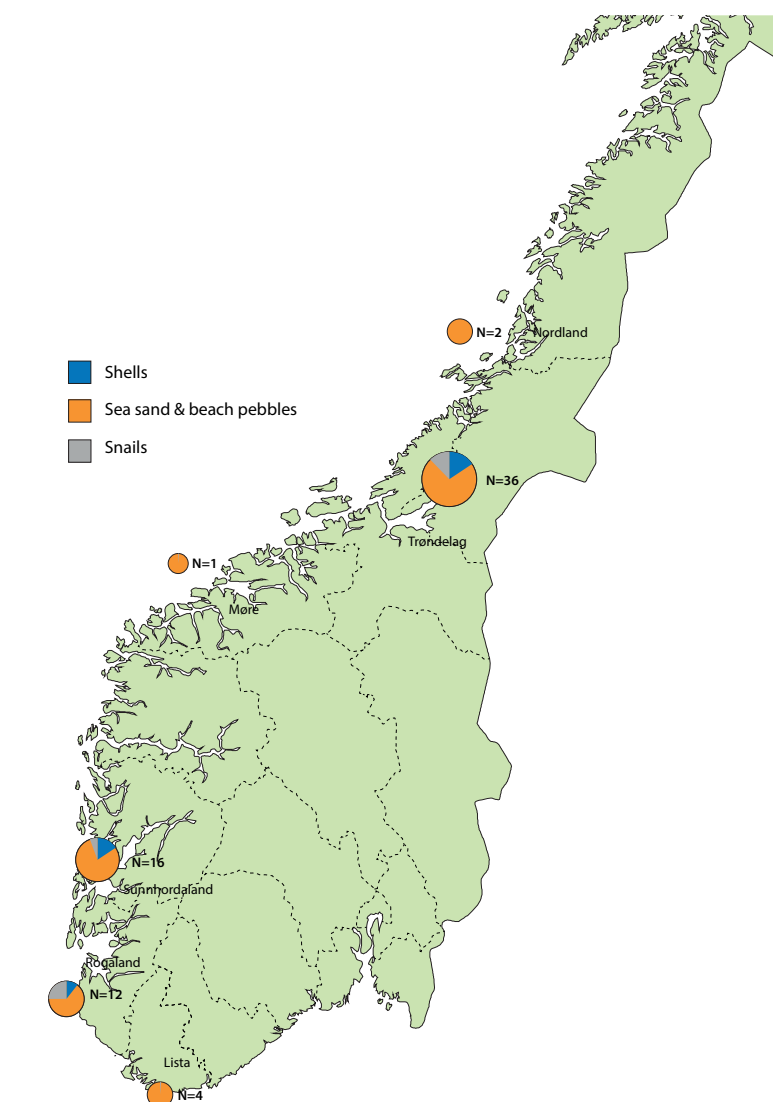 N=2
Nordland
Shells
Sea sand & beach pebbles
Snails
N=36
Trøndelag
N=1
Møre
N=16
Sunnhordaland
Rogaland
N=12
Lista
N=4